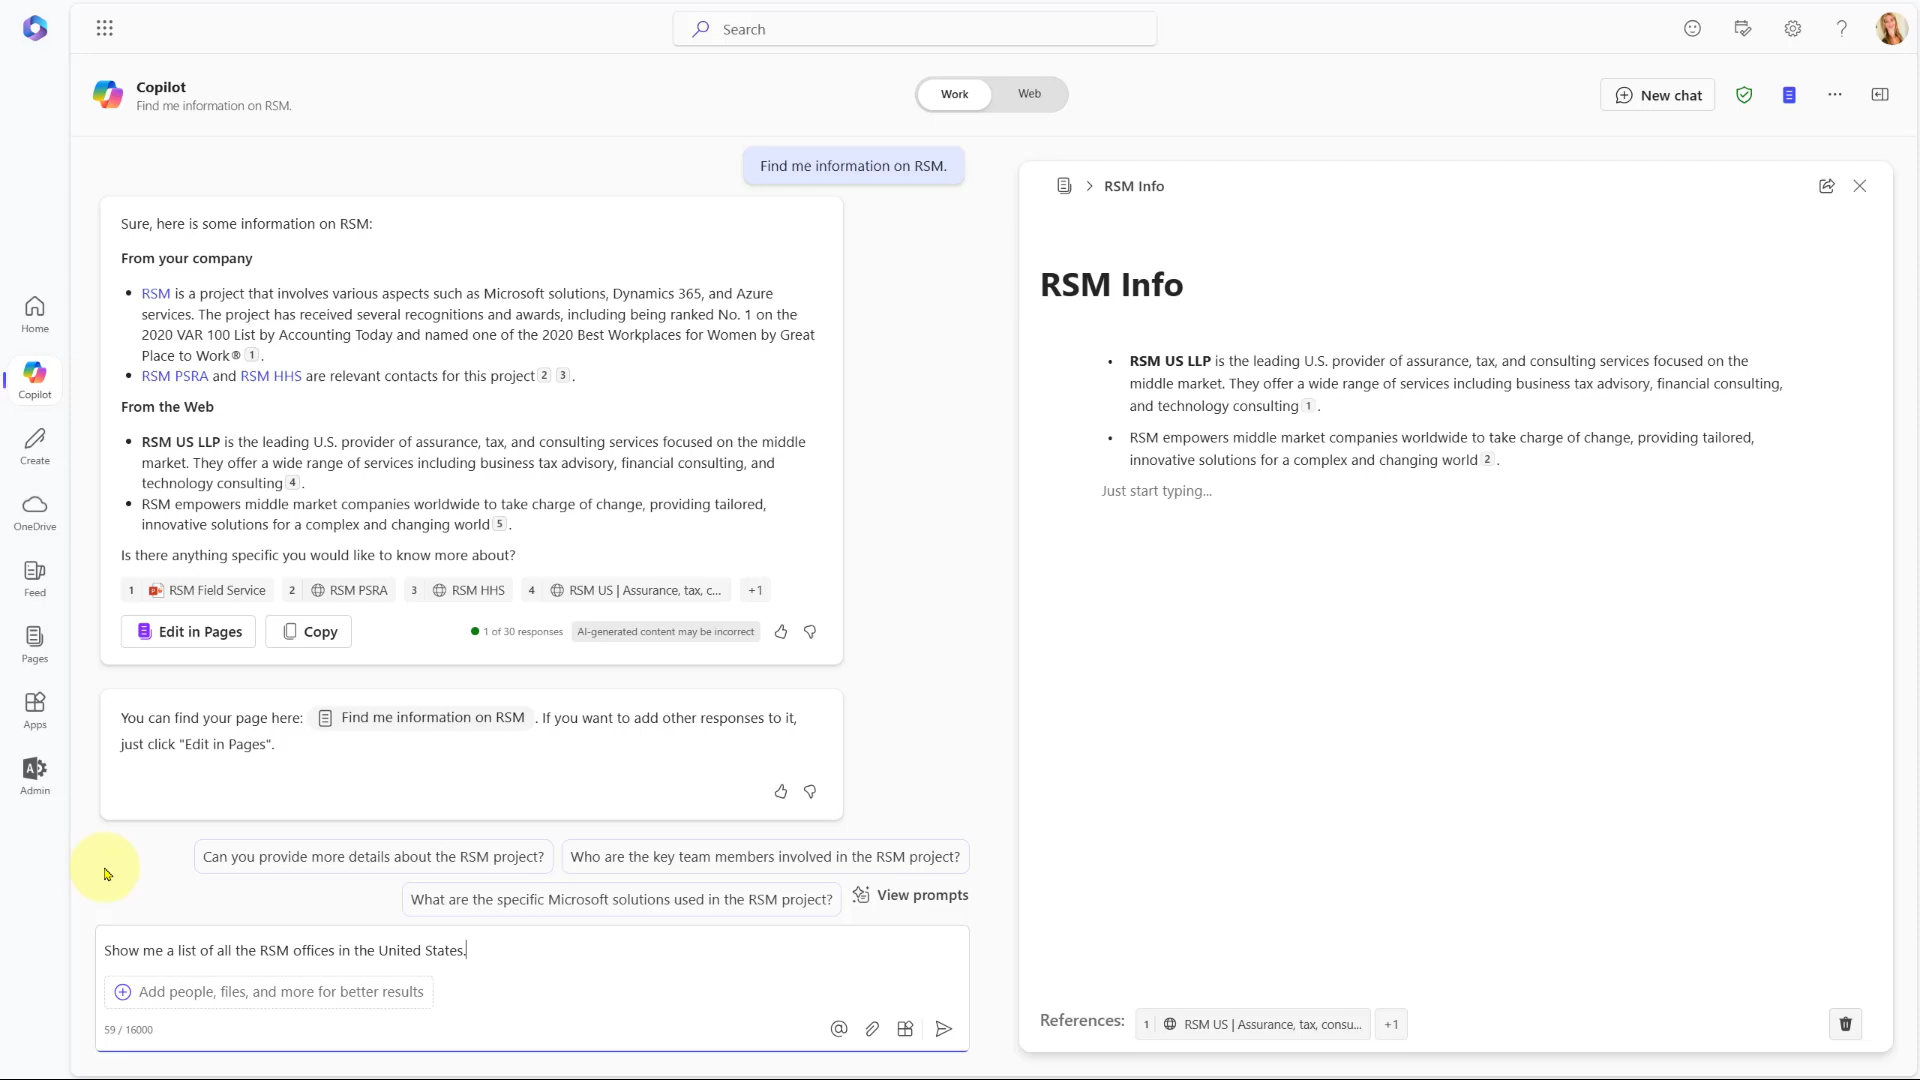 Search
Copilot
Find me information on RSM.
Work
Web
New chat
Home
Copilot
Create
OneDrive
Feed
Pages
Apps
Admin
Find me information on RSM.
Sure, here is some information on RSM:
From your company
• RSM is a project that involves various aspects such as Microsoft solutions, Dynamics 365, and Azure
services. The project has received several recognitions and awards, including being ranked No. 1 on the
2020 VAR 100 List by Accounting Today and named one of the 2020 Best Workplaces for Women by Great
Place to Work® 1 .
• RSM PSRA and RSM HHS are relevant contacts for this project 2 3 .
From the Web
• RSM US LLP is the leading U.S. provider of assurance, tax, and consulting services focused on the middle
market. They offer a wide range of services including business tax advisory, financial consulting, and
technology consulting 4 .
• RSM empowers middle market companies worldwide to take charge of change, providing tailored,
innovative solutions for a complex and changing world 5 .
Is there anything specific you would like to know more about?
1 RSM Field Service 2 RSM PSRA 3 RSM HHS 4 RSM US | Assurance, tax, c... +1
Edit in Pages Copy 1 of 30 responses AI-generated content may be incorrect
You can find your page here: Find me information on RSM . If you want to add other responses to it,
just click "Edit in Pages".
Can you provide more details about the RSM project? Who are the key team members involved in the RSM project?
What are the specific Microsoft solutions used in the RSM project? View prompts
Show me a list of all the RSM offices in the United States.
Add people, files, and more for better results
59 / 16000
RSM Info
RSM Info
• RSM US LLP is the leading U.S. provider of assurance, tax, and consulting services focused on the
middle market. They offer a wide range of services including business tax advisory, financial consulting,
and technology consulting 1 .
• RSM empowers middle market companies worldwide to take charge of change, providing tailored,
innovative solutions for a complex and changing world 2 .
Just start typing...
References: 1 RSM US | Assurance, tax, consu... +1